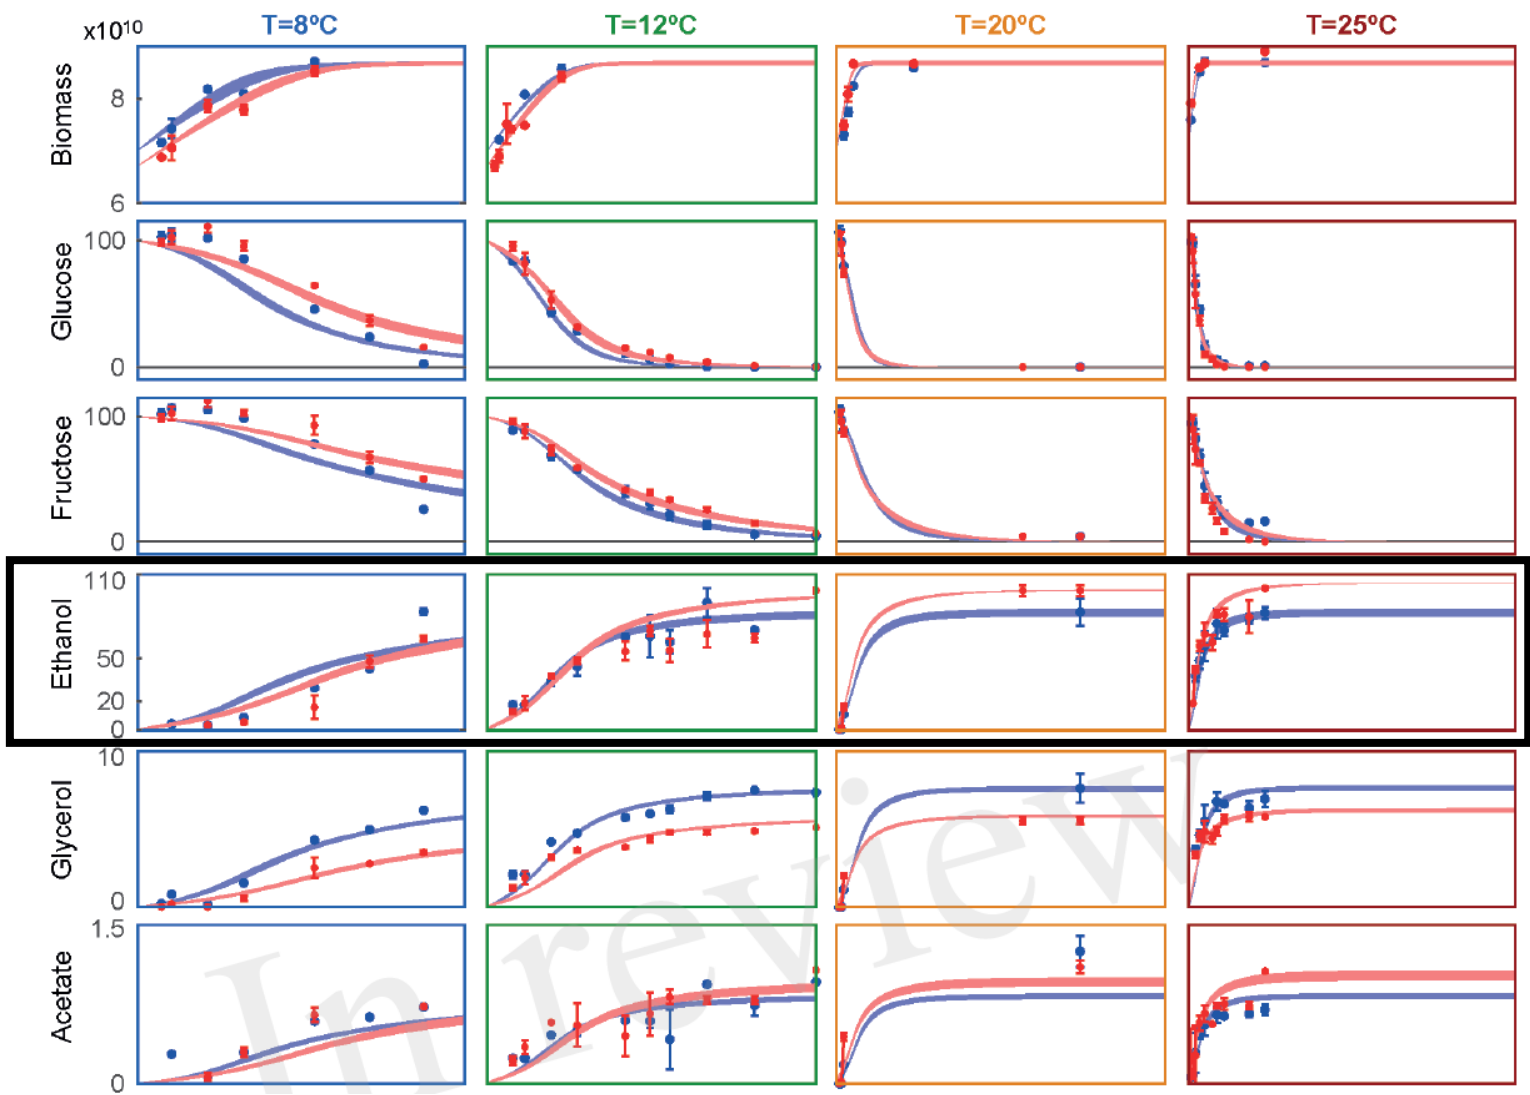 x10¹⁰ T=8ºC T=12ºC T=20ºC T=25ºC
Biomass
8
6
Glucose
100
0
Fructose
100
0
Ethanol
110
50
20
0
Glycerol
10
0
Acetate
1.5
0
In review